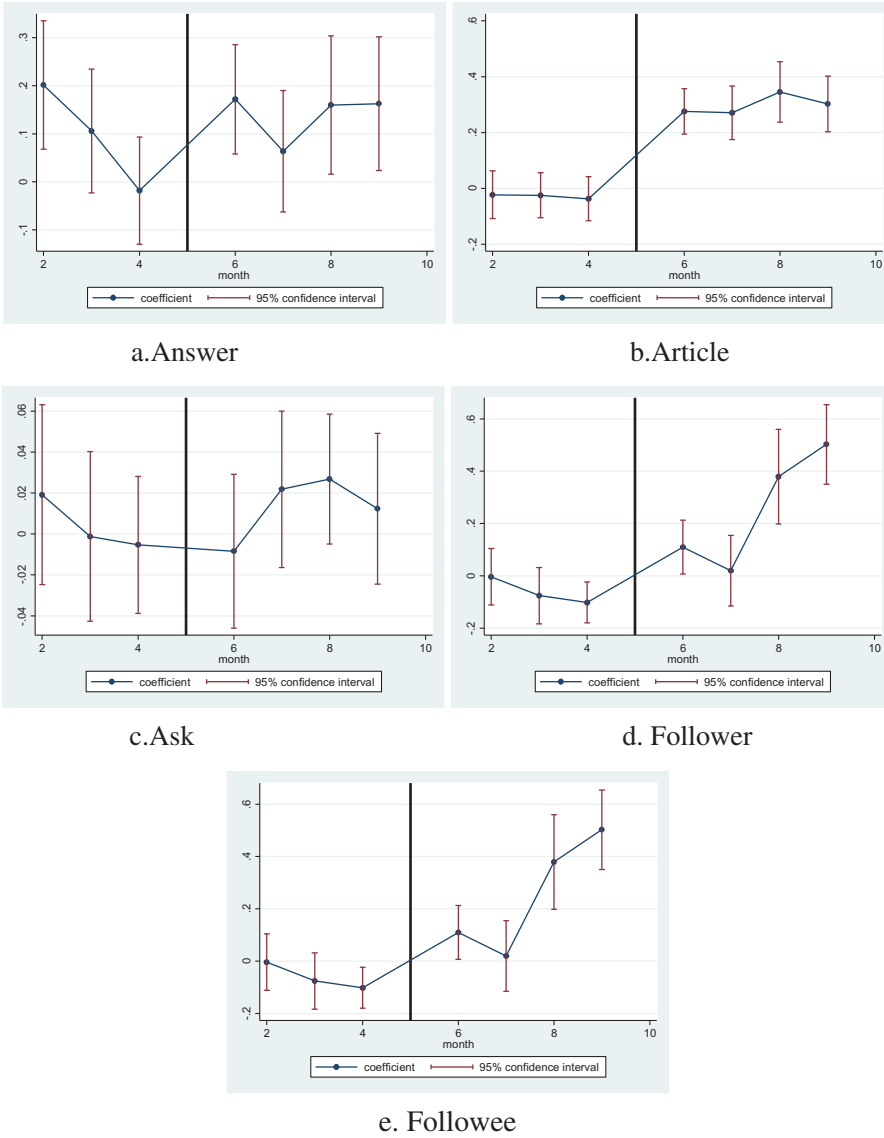 .3
.2
.1
0
-.1
2 4 6 8 10
month
coefficient 95% confidence interval
a.Answer
.6
.4
.2
0
-.2
2 4 6 8 10
month
coefficient 95% confidence interval
b.Article
.06
.04
.02
0
-.02
-.04
2 4 6 8 10
month
coefficient 95% confidence interval
c.Ask
.6
.4
.2
0
-.2
2 4 6 8 10
month
coefficient 95% confidence interval
d. Follower
.6
.4
.2
0
-.2
2 4 6 8 10
month
coefficient 95% confidence interval
e. Followee